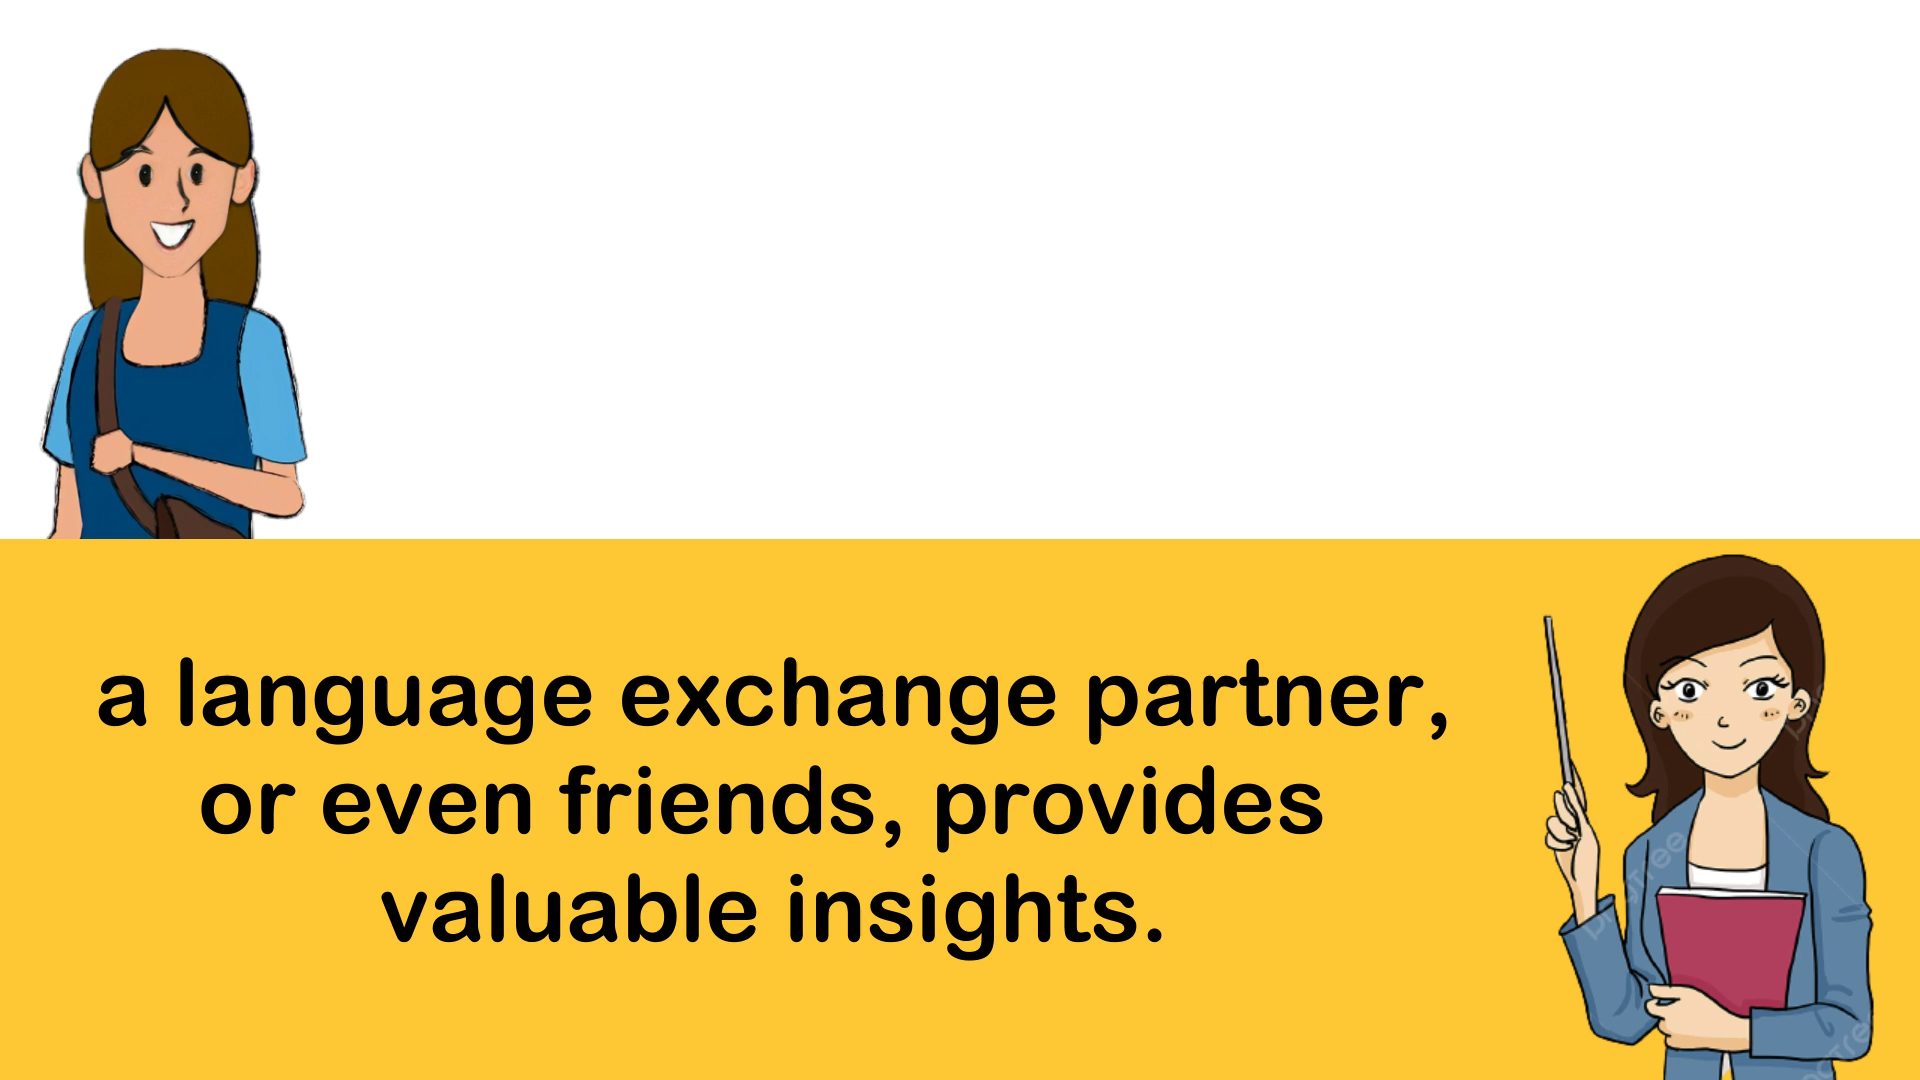 a language exchange partner,
or even friends, provides
valuable insights.